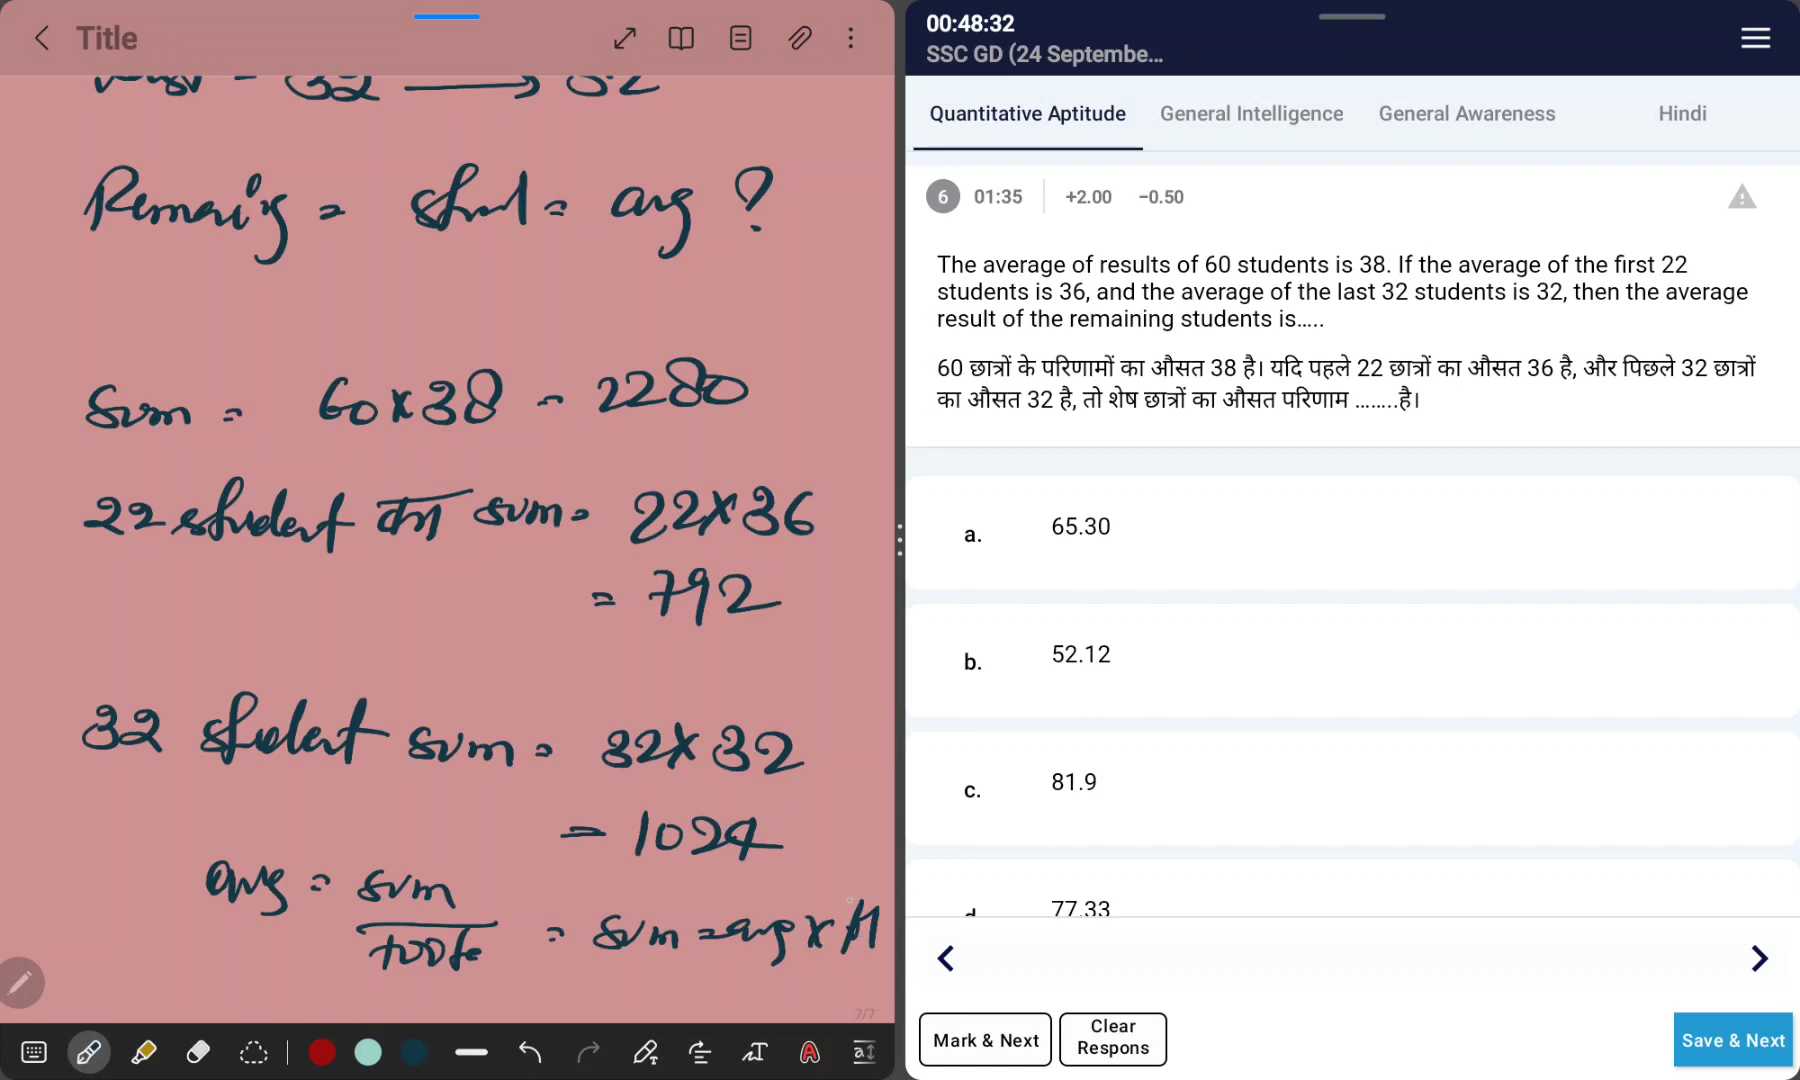 Title
00:48:32
SSC GD (24 Septembe...
Quantitative Aptitude
General Intelligence
General Awareness
Hindi
= 32 → 32
Remaing = stud = avg ?
sum = 60×38 = 2280
22 student का sum = 22×36
= 792
32 student sum = 32×32
= 1024
avg = sum = sum = avg ×
7/7
6 01:35 +2.00 −0.50
The average of results of 60 students is 38. If the average of the first 22
students is 36, and the average of the last 32 students is 32, then the average
result of the remaining students is.....
60 छात्रों के परिणामों का औसत 38 है। यदि पहले 22 छात्रों का औसत 36 है, और पिछले 32 छात्रों
का औसत 32 है, तो शेष छात्रों का औसत परिणाम ........है।
a. 65.30
b. 52.12
c. 81.9
d 77.33
Mark & Next
Clear
Respons
Save & Next